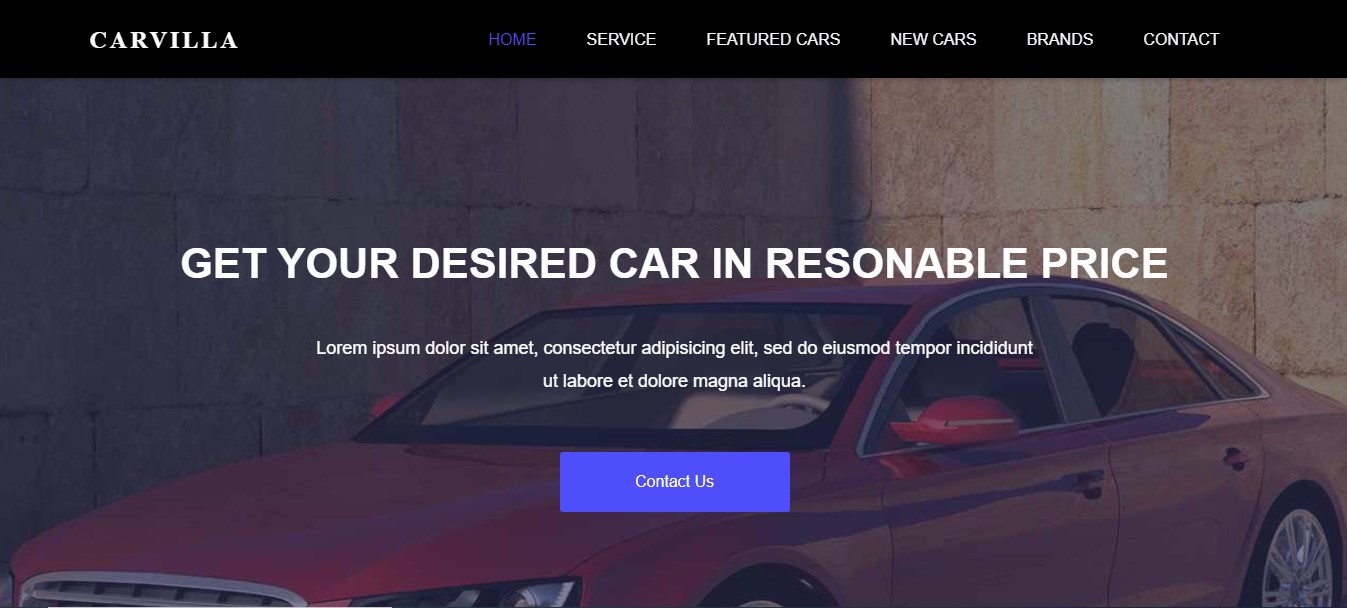 CARVILLA
HOME SERVICE FEATURED CARS NEW CARS BRANDS CONTACT
GET YOUR DESIRED CAR IN RESONABLE PRICE
Lorem ipsum dolor sit amet, consectetur adipisicing elit, sed do eiusmod tempor incididunt
ut labore et dolore magna aliqua.
Contact Us